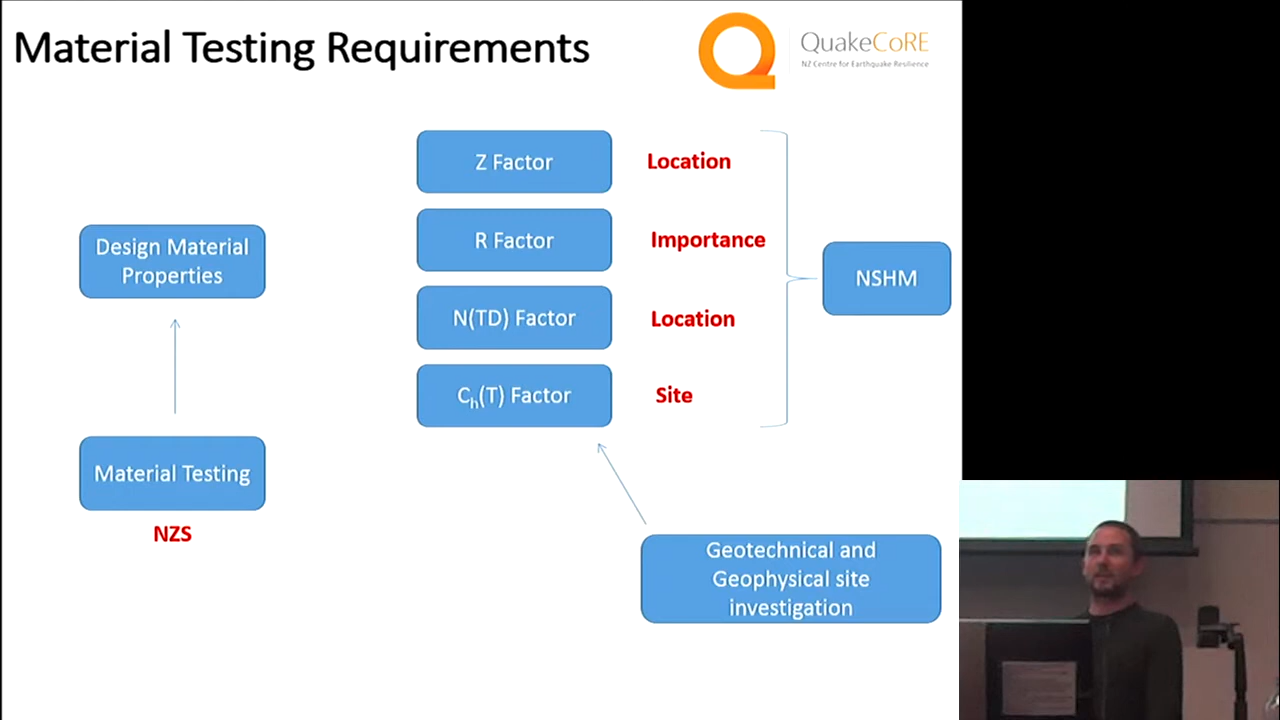 Material Testing Requirements
QuakeCoRE
NZ Centre for Earthquake Resilience
Z Factor
Location
R Factor
Importance
N(TD) Factor
Location
Cₕ(T) Factor
Site
NSHM
Design Material
Properties
Material Testing
NZS
Geotechnical and
Geophysical site
investigation